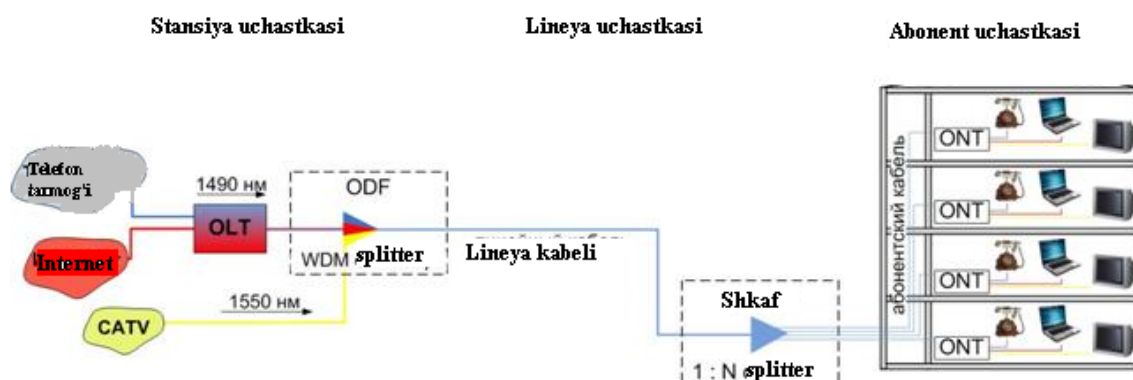 Stansiya uchastkasi
Lineya uchastkasi
Abonent uchastkasi
Telefon
tarmog'i
1490 нм
OLT
ODF
WDM splitter
Internet
1550 нм
CATV
Lineya kabeli
Shkaf
1 : N splitter
абонентский кабель
ONT
ONT
ONT
ONT